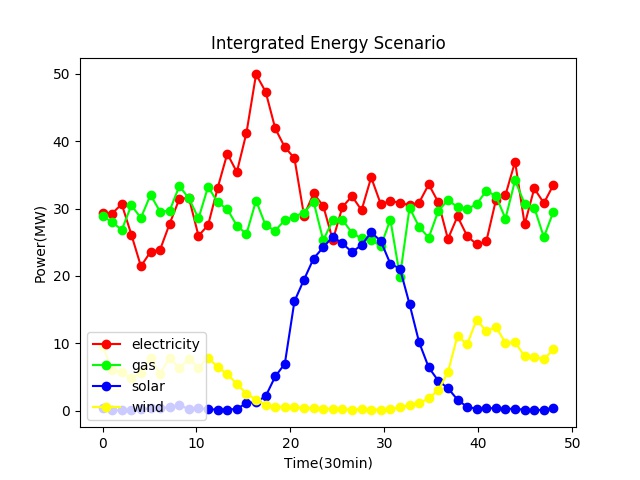 Intergrated Energy Scenario
Power(MW)
50
40
30
20
10
0
electricity
gas
solar
wind
0 10 20 30 40 50
Time(30min)